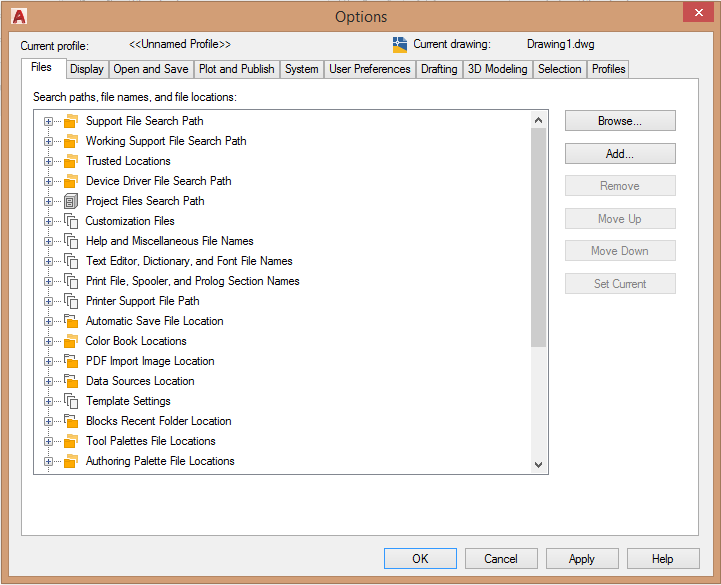 Options
Current profile: <<Unnamed Profile>> Current drawing: Drawing1.dwg
Files Display Open and Save Plot and Publish System User Preferences Drafting 3D Modeling Selection Profiles
Search paths, file names, and file locations:
Support File Search Path
Working Support File Search Path
Trusted Locations
Device Driver File Search Path
Project Files Search Path
Customization Files
Help and Miscellaneous File Names
Text Editor, Dictionary, and Font File Names
Print File, Spooler, and Prolog Section Names
Printer Support File Path
Automatic Save File Location
Color Book Locations
PDF Import Image Location
Data Sources Location
Template Settings
Blocks Recent Folder Location
Tool Palettes File Locations
Authoring Palette File Locations
Browse...
Add...
Remove
Move Up
Move Down
Set Current
OK Cancel Apply Help